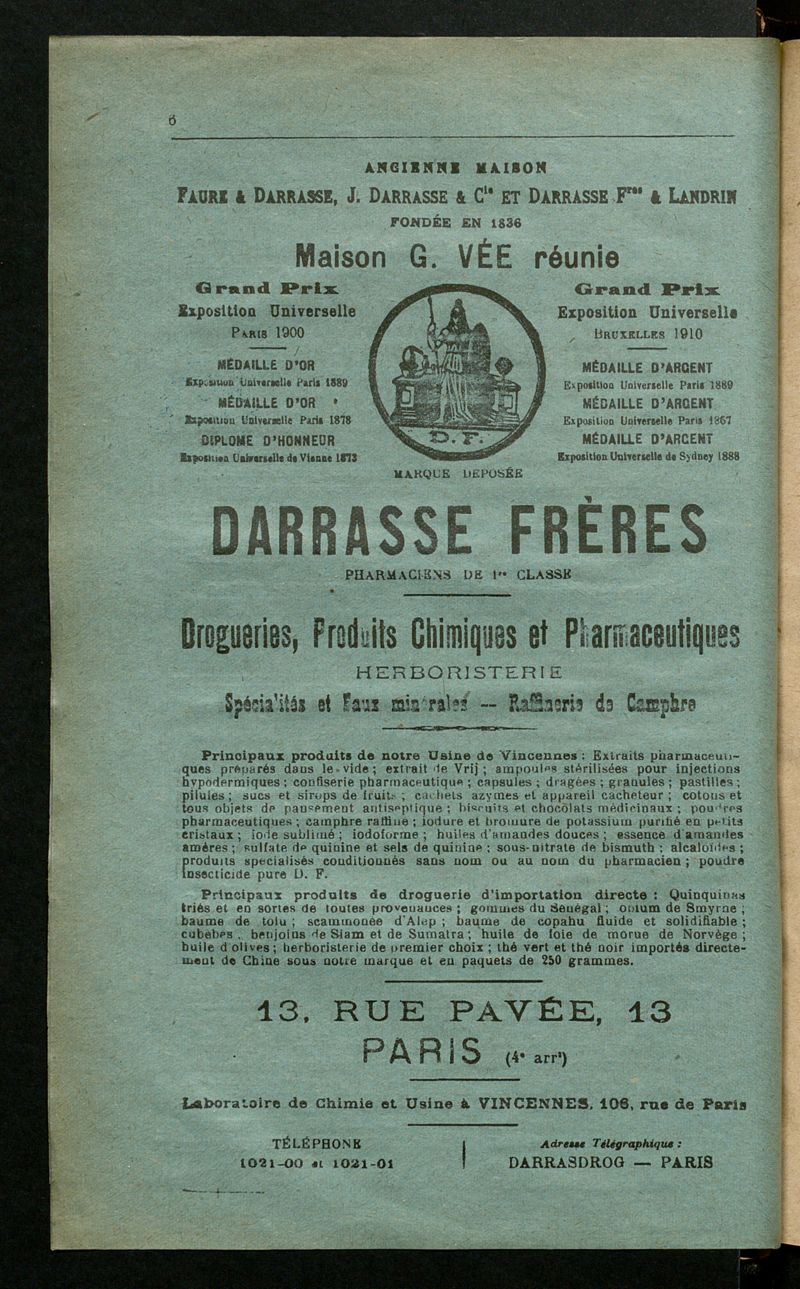 6
ANCIENNE MAISON
FAURE & DARRASSE, J. DARRASSE & Cie ET DARRASSE Fres & LANDRIN
FONDÉE EN 1836
Maison G. VÉE réunie
Grand Prix
Exposition Universelle
PARIS 1900
MÉDAILLE D'OR
Exposition Universelle Paris 1889
MÉDAILLE D'OR
Exposition Universelle Paris 1878
DIPLOME D'HONNEUR
Exposition Universelle de Vienne 1873
D. F.
MARQUE DEPOSÉE
Grand Prix
Exposition Universelle
BRUXELLES 1910
MÉDAILLE D'ARGENT
Exposition Universelle Paris 1889
MÉDAILLE D'ARGENT
Exposition Universelle Paris 1867
MÉDAILLE D'ARGENT
Exposition Universelle de Sydney 1888
DARRASSE FRÈRES
PHARMACIENS DE 1re CLASSE
Drogueries, Produits Chimiques et Pharmaceutiques
HERBORISTERIE
Spécialités et Eaux minérales — Raffinerie de Camphre
Principaux produits de notre Usine de Vincennes : Extraits pharmaceuti-
ques préparés dans le vide ; extrait de Vrij ; ampoules stérilisées pour injections
hypodermiques ; confiserie pharmaceutique ; capsules ; dragées ; granules ; pastilles ;
pilules ; sucs et sirops de fruits ; cachets azymes et appareil cacheteur ; cotons et
tous objets de pansement antiseptique ; biscuits et chocolats médicinaux ; poudres
pharmaceutiques ; camphre raffiné ; iodure et bromure de potassium purifié en petits
cristaux ; iode sublimé ; iodoforme ; huiles d'amandes douces ; essence d'amandes
amères ; sulfate de quinine et sels de quinine ; sous-nitrate de bismuth ; alcaloïdes ;
produits specialisés conditionnés sans nom ou au nom du pharmacien ; poudre
insecticide pure D. F.
Principaux produits de droguerie d'importation directe : Quinquinas
triés et en sortes de toutes provenances ; gommes du Sénégal ; opium de Smyrne ;
baume de tolu ; scammonée d'Alep ; baume de copahu fluide et solidifiable ;
cubèbes ; benjoins de Siam et de Sumatra ; huile de foie de morue de Norvège ;
huile d'olives ; herboristerie de premier choix ; thé vert et thé noir importés directe-
ment de Chine sous notre marque et en paquets de 250 grammes.
13, RUE PAVÉE, 13
PARIS (4e arrt)
Laboratoire de Chimie et Usine à VINCENNES, 106, rue de Paris
TÉLÉPHONE
1021-00 et 1021-01
Adresse Télégraphique :
DARRASDROG — PARIS